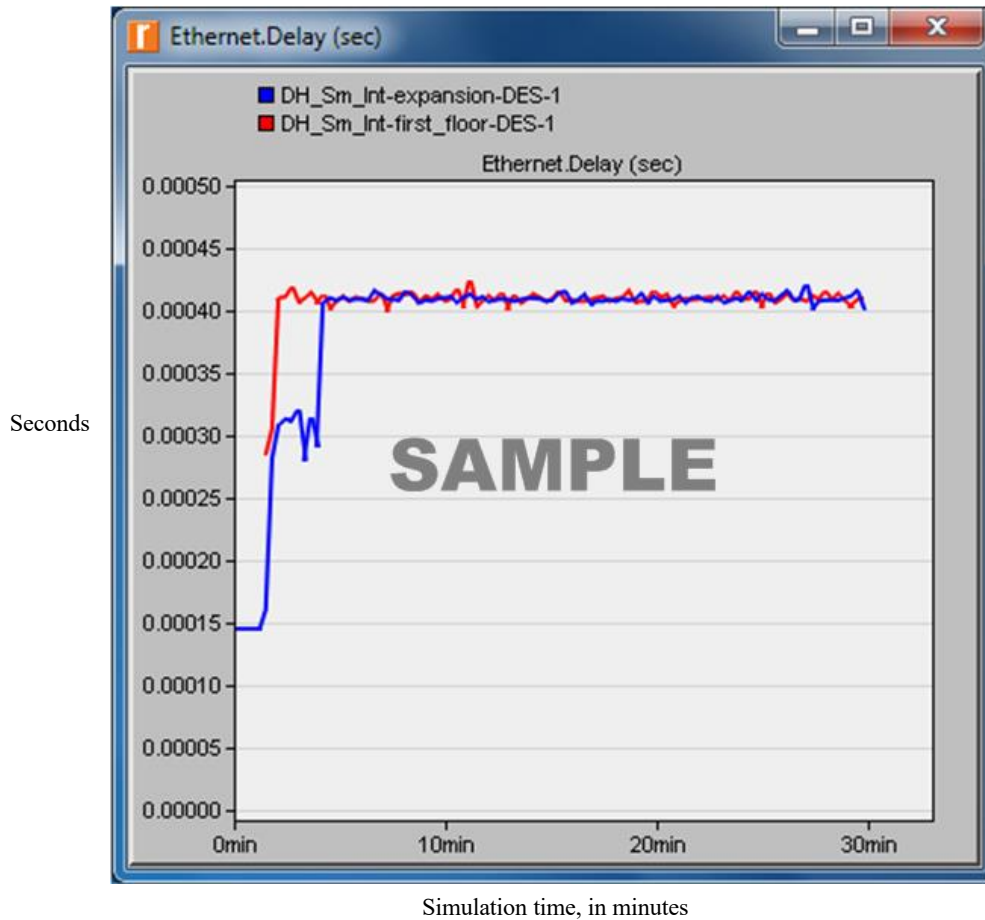 Ethernet.Delay (sec)
DH_Sm_Int-expansion-DES-1
DH_Sm_Int-first_floor-DES-1
Ethernet.Delay (sec)
0.00050
0.00045
0.00040
0.00035
Seconds
0.00030
SAMPLE
0.00025
0.00020
0.00015
0.00010
0.00005
0.00000
0min 10min 20min 30min
Simulation time, in minutes